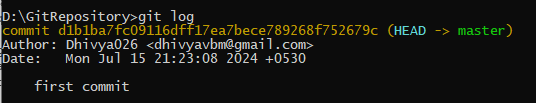 D:\GitRepository>git log
commit d1b1ba7fc09116dff17ea7bece789268f752679c (HEAD -> master)
Author: Dhivya026 <dhivyavbm@gmail.com>
Date:   Mon Jul 15 21:23:08 2024 +0530
    first commit